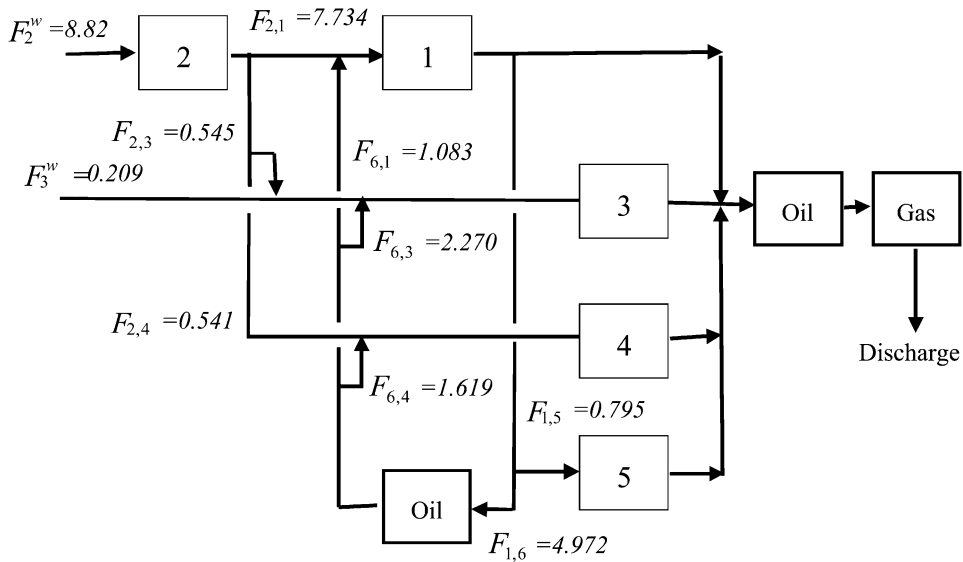 F₂ʷ =8.82
F₂,₁ =7.734
2
1
F₂,₃ =0.545
F₆,₁ =1.083
F₃ʷ =0.209
3
Oil
Gas
F₆,₃ =2.270
F₂,₄ =0.541
4
Discharge
F₆,₄ =1.619
F₁,₅ =0.795
5
Oil
F₁,₆ =4.972